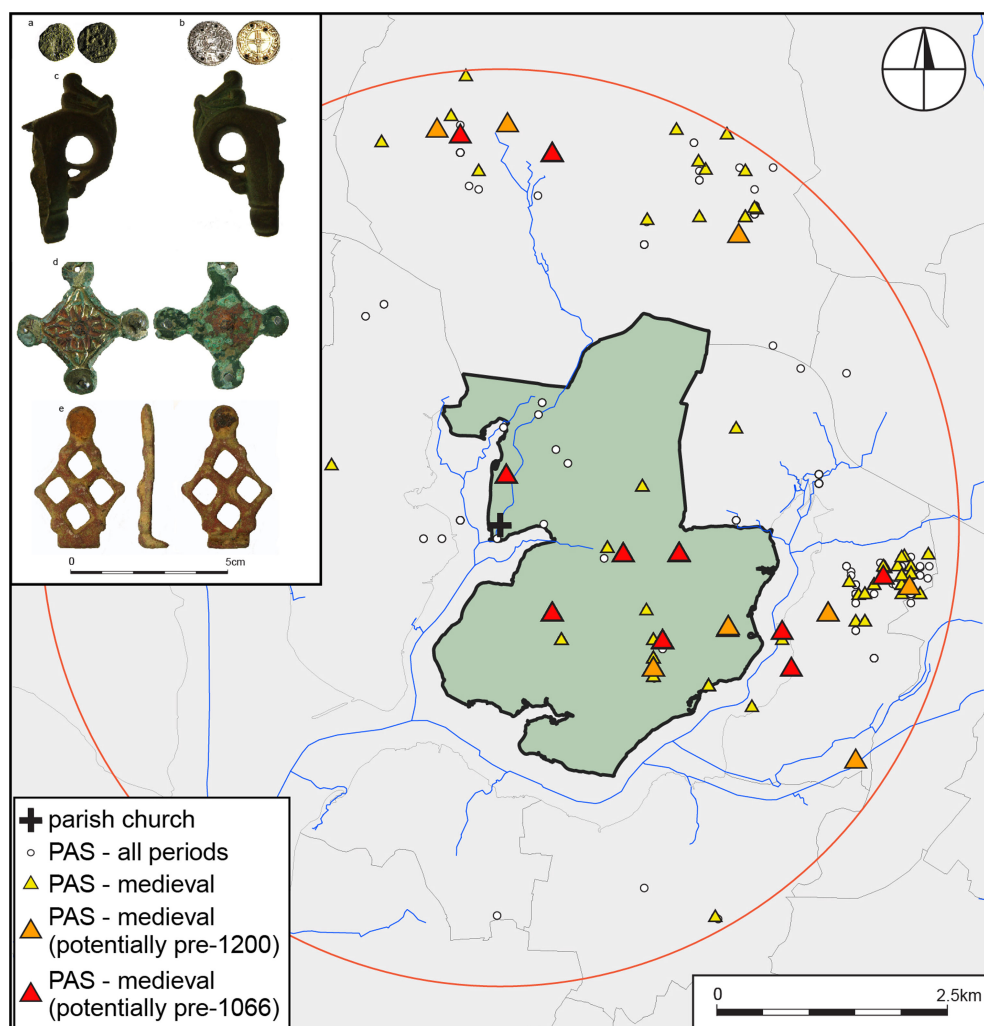 a
b
c
d
e
0 5cm
parish church
PAS - all periods
PAS - medieval
PAS - medieval
(potentially pre-1200)
PAS - medieval
(potentially pre-1066)
0 2.5km